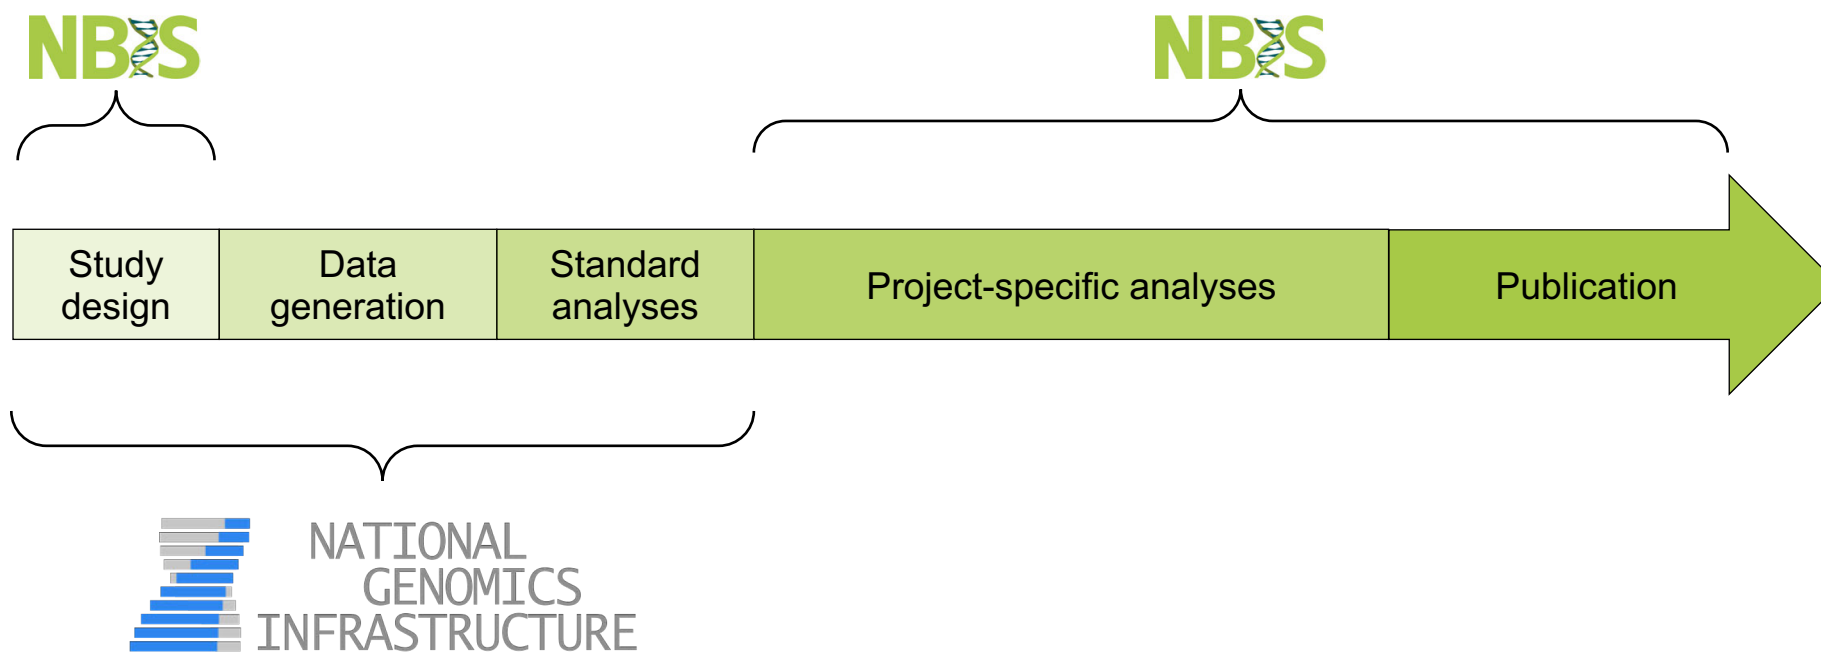 NBIS
NBIS
Study
design
Data
generation
Standard
analyses
Project-specific analyses
Publication
NATIONAL
GENOMICS
INFRASTRUCTURE